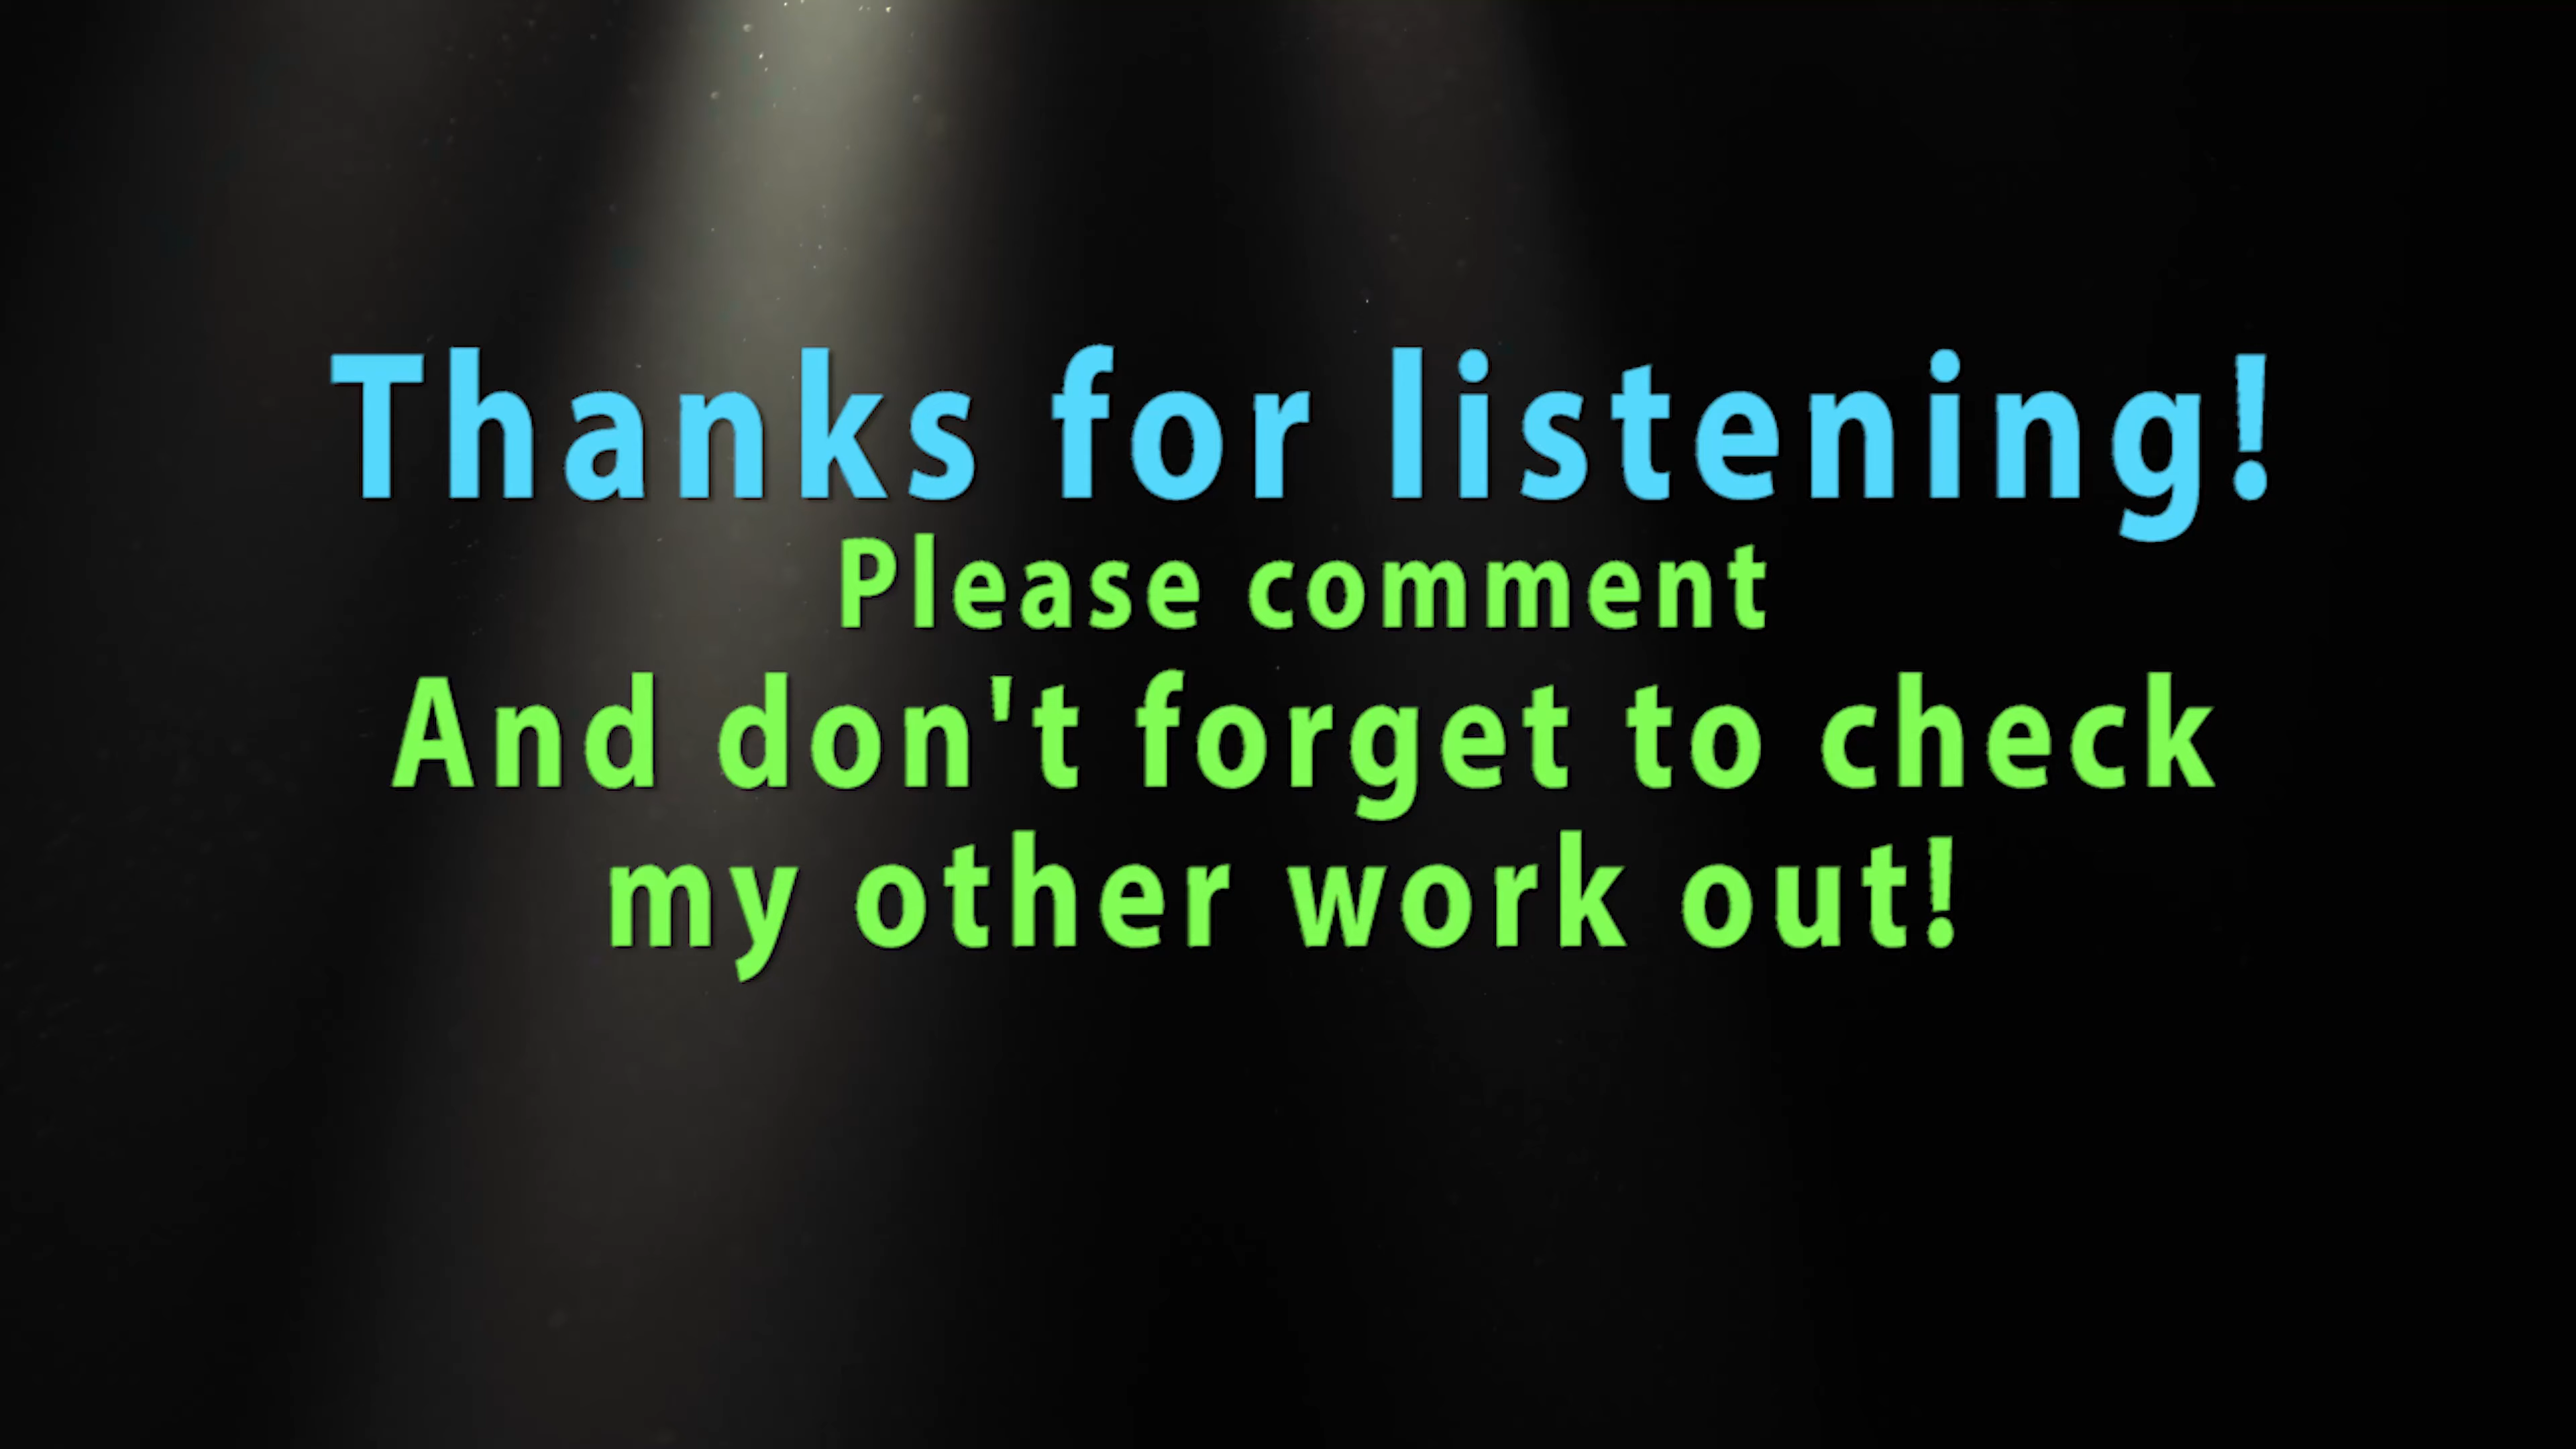 Thanks for listening!
Please comment
And don't forget to check
my other work out!